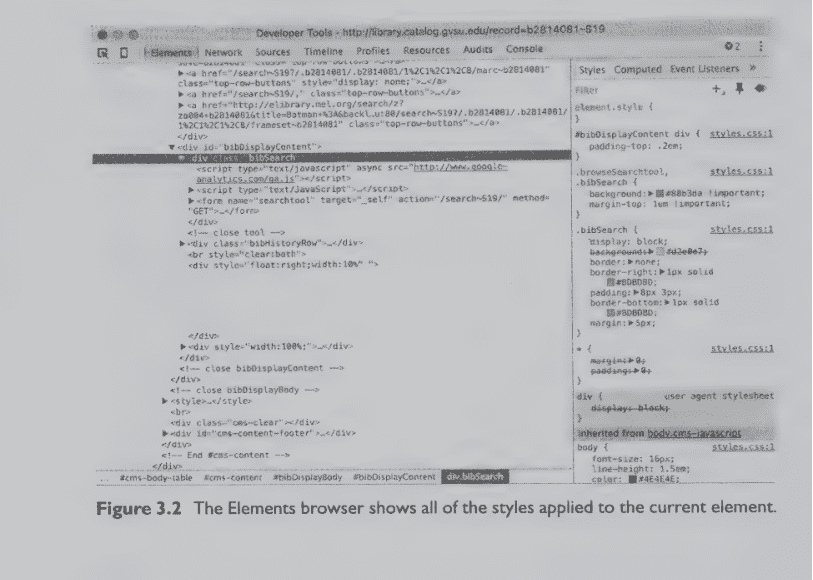 Developer Tools - http://library.catalog.gvsu.edu/record=b2814081~S19
Elements Network Sources Timeline Profiles Resources Audits Console
2
▶<a href="/search~S197/.b2814081/.b2814081/1%2C1%2C1%2CB/marc~b2814081"
class="top-row-buttons" style="display: none;">…</a>
▶<a href="/search~S19/," class="top-row-buttons">…</a>
▶<a href="http://elibrary.mel.org/search/z?
title=Batman+%3A&backl…u:80/search~S197/.b2814081/.b2814081/
1%2C1%2C1%2CB/frameset~b2814081" class="top-row-buttons">…</a>
</div>
▼<div id="bibDisplayContent">
▼ div class="bibSearch
<script type="text/javascript" async src="http://www.google-
analytics.com/ga.js"></script>
▶<script type="text/JavaScript">…</script>
▶<form name="searchtool" target="_self" action="/search~S19/" method=
"GET">…</form>
</div>
<!-- close tool -->
▶<div class="bibHistoryRow">…</div>
<br style="clear:both">
<div style="float:right;width:10%" ">
</div>
▶<div style="width:100%;">…</div>
</div>
<!-- close bibDisplayContent -->
</div>
<!-- close bibDisplayBody -->
▶<style>…</style>
<br>
<div class="cms-clear"></div>
▶<div id="cms-content-footer">…</div>
</div>
<!-- End #cms-content -->
</div>
... #cms-body-table #cms-content #bibDisplayBody #bibDisplayContent div.bibSearch
Styles Computed Event Listeners »
Filter
element.style {
}
#bibDisplayContent div { styles.css:1
padding-top: .2em;
}
.browseSearchtool, styles.css:1
.bibSearch {
background:▶ #88b3da !important;
margin-top: 1em !important;
}
.bibSearch { styles.css:1
display: block;
background:▶ #d2e0e7;
border:▶none;
border-right:▶1px solid
#BDBDBD;
padding:▶8px 3px;
border-bottom:▶1px solid
#BDBDBD;
margin:▶5px;
}
* { styles.css:1
margin:▶0;
padding:▶0;
}
div { user agent stylesheet
display: block;
}
Inherited from body.cms-javascript
body { styles.css:1
font-size: 16px;
line-height: 1.5em;
color: #4E4E4E;
Figure 3.2 The Elements browser shows all of the styles applied to the current element.